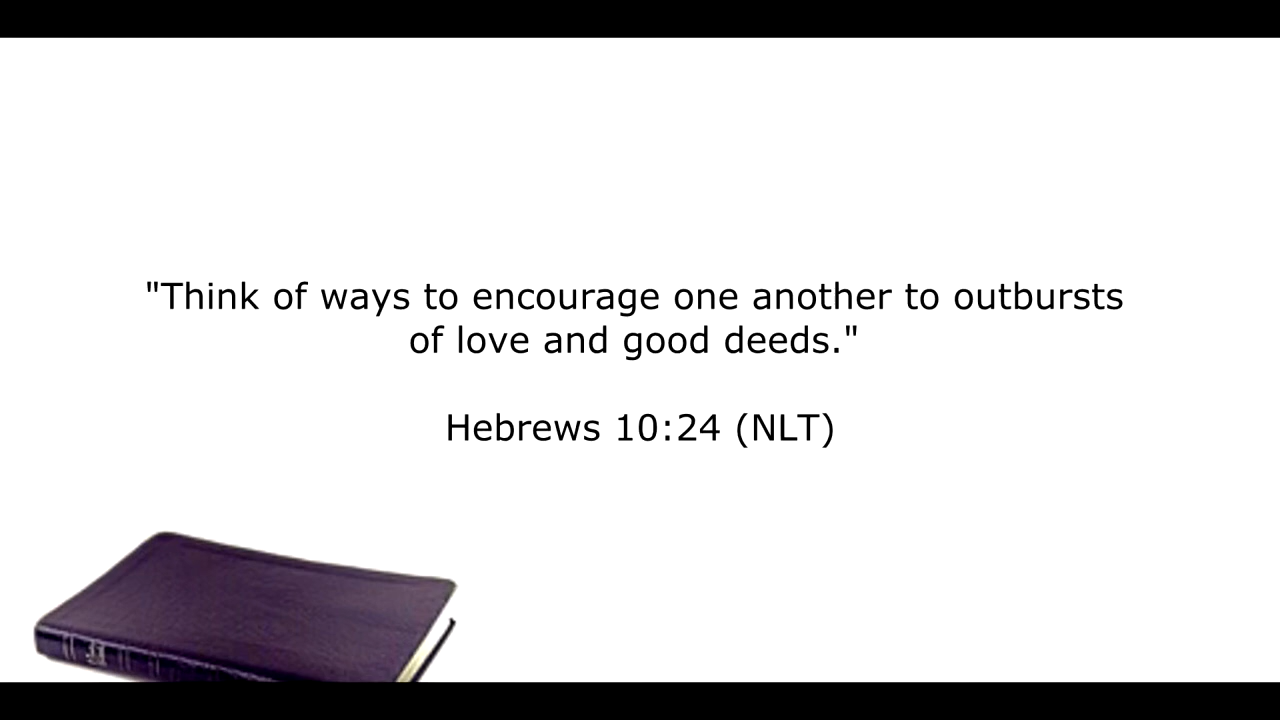 "Think of ways to encourage one another to outbursts
of love and good deeds."
Hebrews 10:24 (NLT)